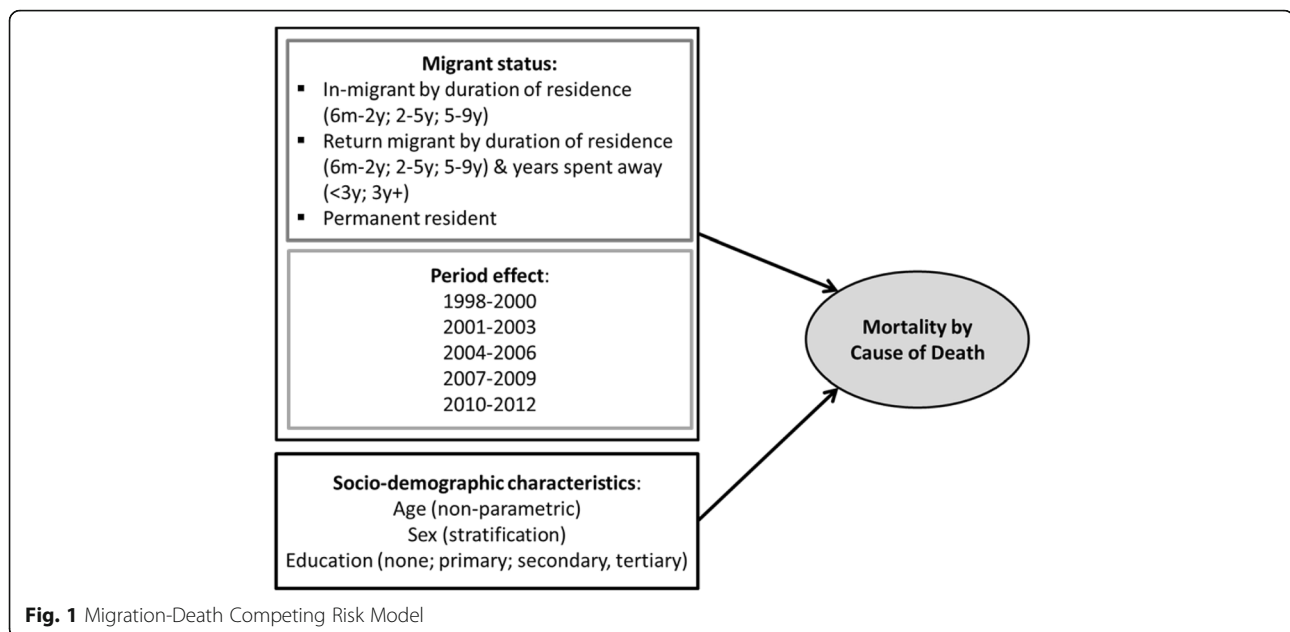 Migrant status:
▪ In-migrant by duration of residence
(6m-2y; 2-5y; 5-9y)
▪ Return migrant by duration of residence
(6m-2y; 2-5y; 5-9y) & years spent away
(<3y; 3y+)
▪ Permanent resident
Period effect:
1998-2000
2001-2003
2004-2006
2007-2009
2010-2012
Mortality by
Cause of Death
Socio-demographic characteristics:
Age (non-parametric)
Sex (stratification)
Education (none; primary; secondary, tertiary)
Fig. 1 Migration-Death Competing Risk Model